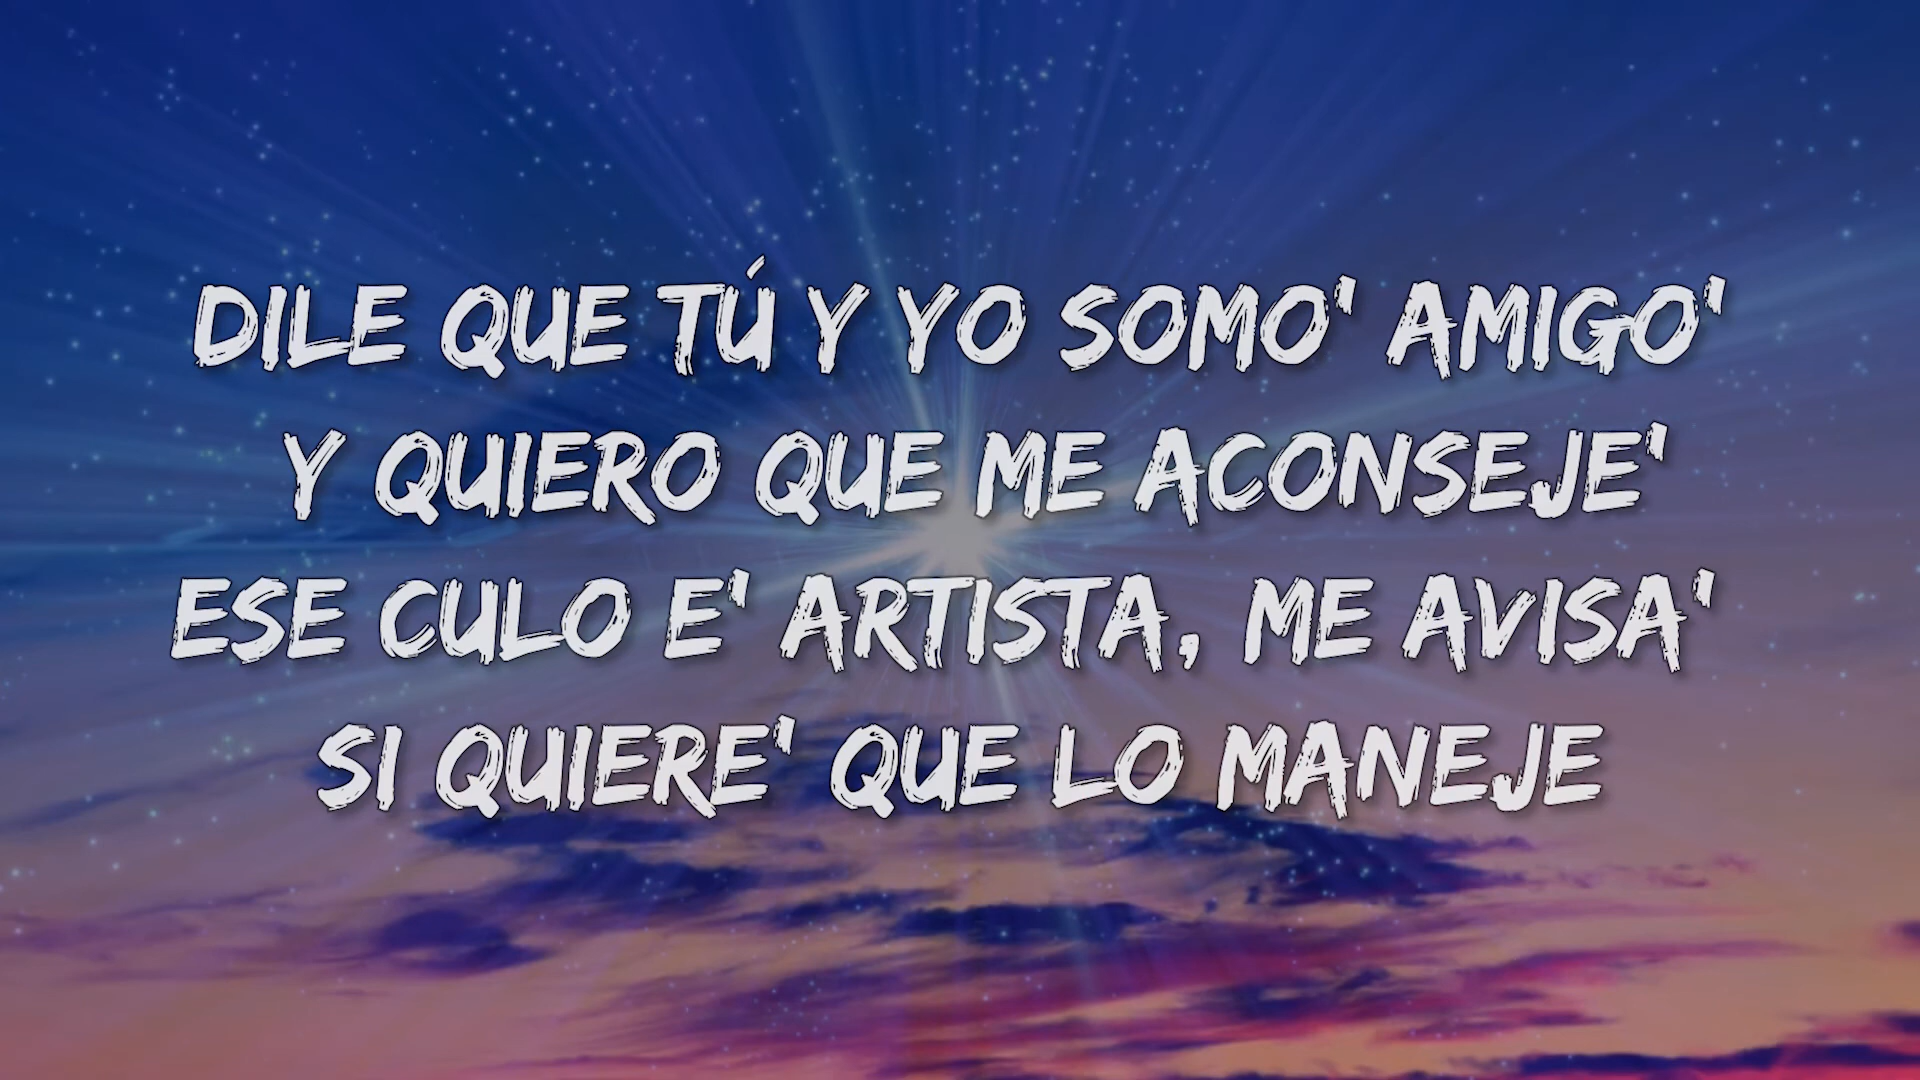 DILE QUE TÚ Y YO SOMO' AMIGO'
Y QUIERO QUE ME ACONSEJE'
ESE CULO E' ARTISTA, ME AVISA'
SI QUIERE' QUE LO MANEJE